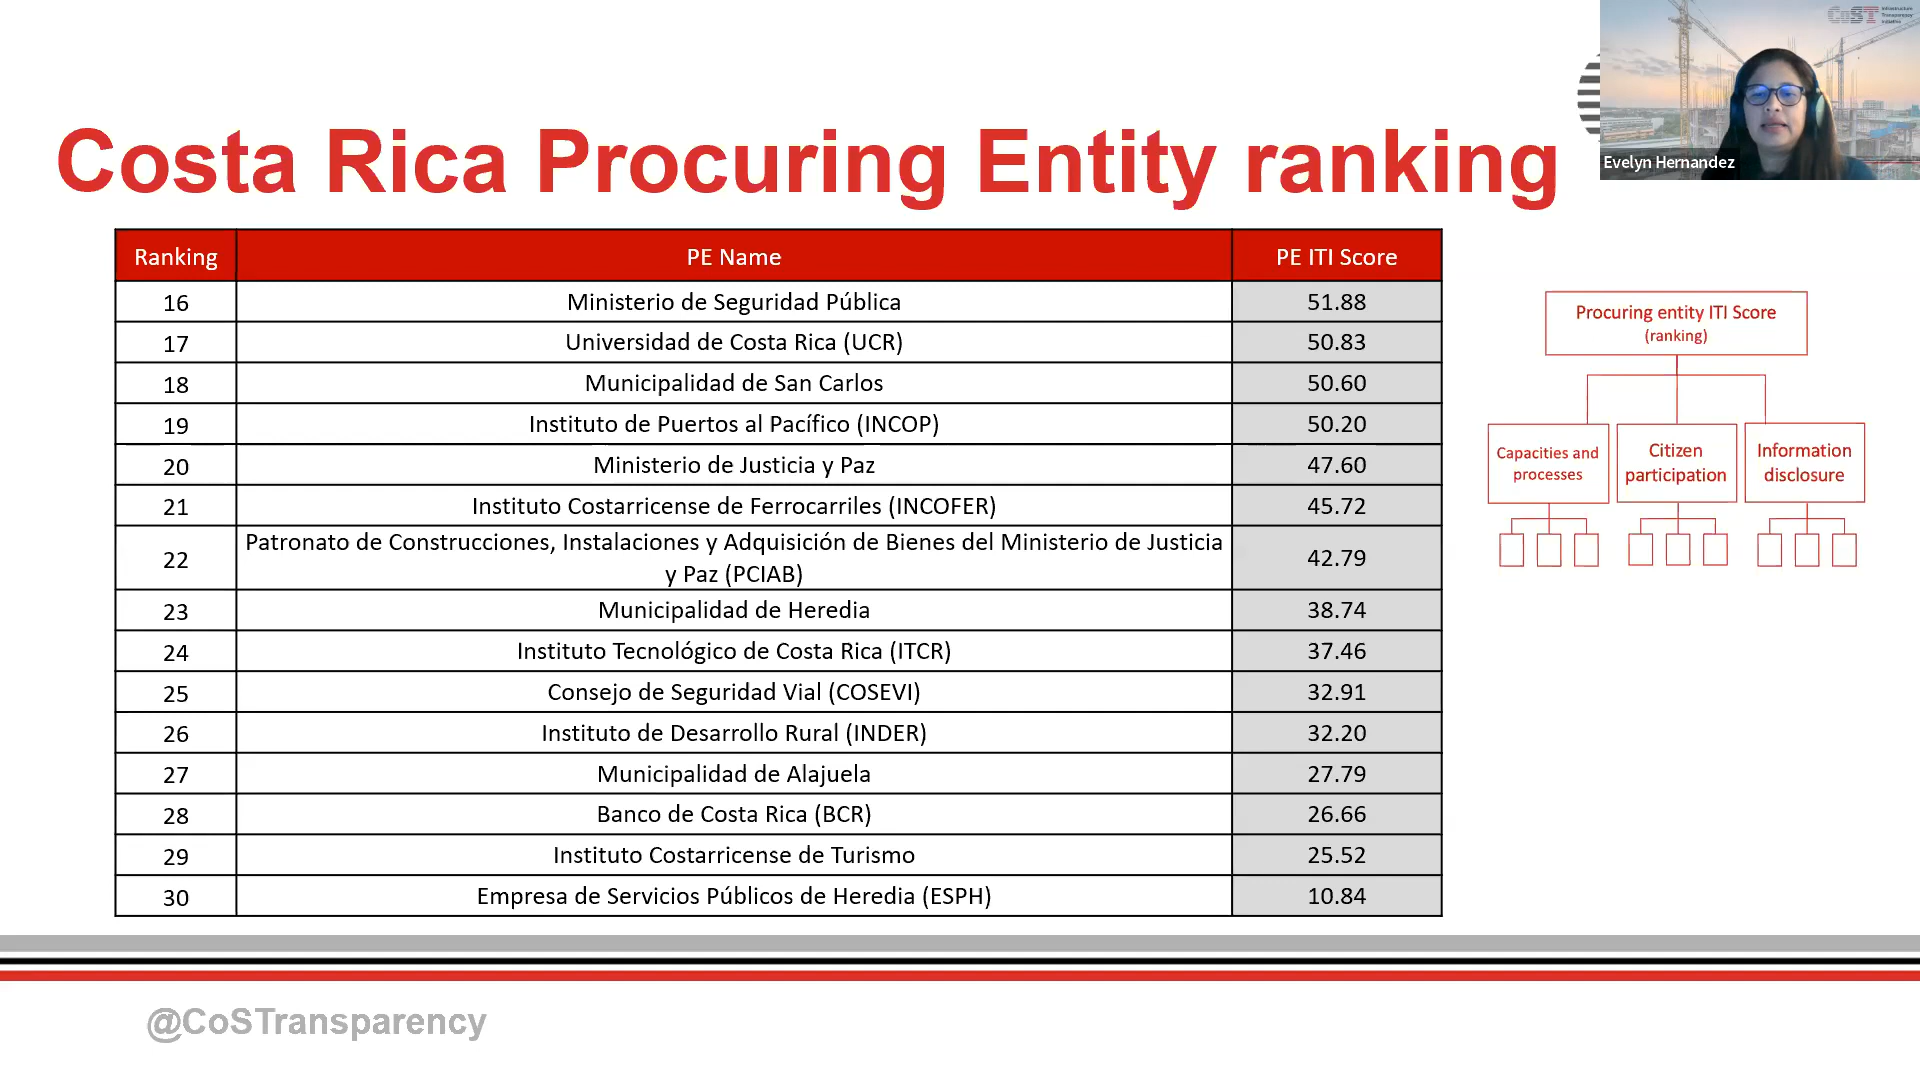 CoST Infrastructure
Transparency
Initiative
Evelyn Hernandez
Costa Rica Procuring Entity ranking
Ranking PE Name PE ITI Score
16 Ministerio de Seguridad Pública 51.88
17 Universidad de Costa Rica (UCR) 50.83
18 Municipalidad de San Carlos 50.60
19 Instituto de Puertos al Pacífico (INCOP) 50.20
20 Ministerio de Justicia y Paz 47.60
21 Instituto Costarricense de Ferrocarriles (INCOFER) 45.72
22 Patronato de Construcciones, Instalaciones y Adquisición de Bienes del Ministerio de Justicia
y Paz (PCIAB) 42.79
23 Municipalidad de Heredia 38.74
24 Instituto Tecnológico de Costa Rica (ITCR) 37.46
25 Consejo de Seguridad Vial (COSEVI) 32.91
26 Instituto de Desarrollo Rural (INDER) 32.20
27 Municipalidad de Alajuela 27.79
28 Banco de Costa Rica (BCR) 26.66
29 Instituto Costarricense de Turismo 25.52
30 Empresa de Servicios Públicos de Heredia (ESPH) 10.84
Procuring entity ITI Score
(ranking)
Capacities and
processes
Citizen
participation
Information
disclosure
@CoSTransparency